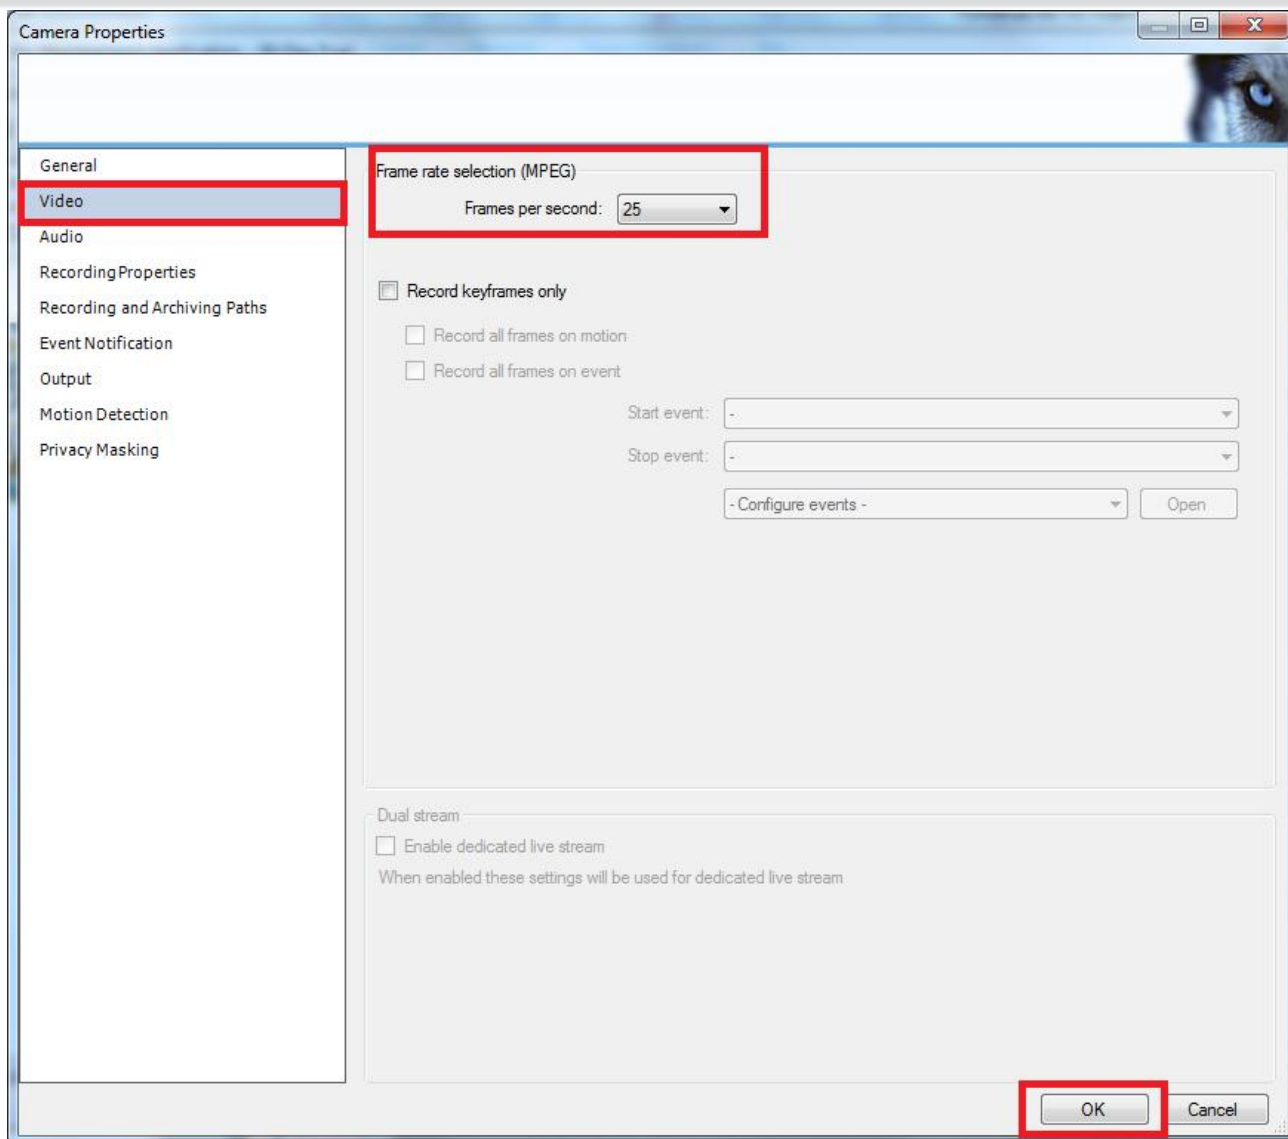 Camera Properties
General
Video
Audio
Recording Properties
Recording and Archiving Paths
Event Notification
Output
Motion Detection
Privacy Masking
Frame rate selection (MPEG)
Frames per second: 25
Record keyframes only
Record all frames on motion
Record all frames on event
Start event: -
Stop event: -
- Configure events - Open
Dual stream
Enable dedicated live stream
When enabled these settings will be used for dedicated live stream
OK Cancel